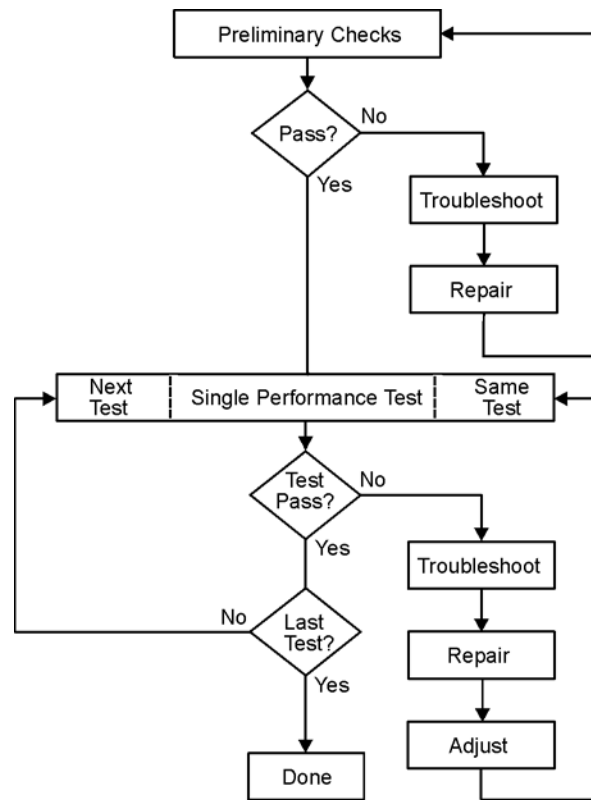 Preliminary Checks
Pass?
No
Yes
Troubleshoot
Repair
Next
Test
Single Performance Test
Same
Test
Test
Pass?
No
Yes
Troubleshoot
No
Last
Test?
Repair
Yes
Adjust
Done